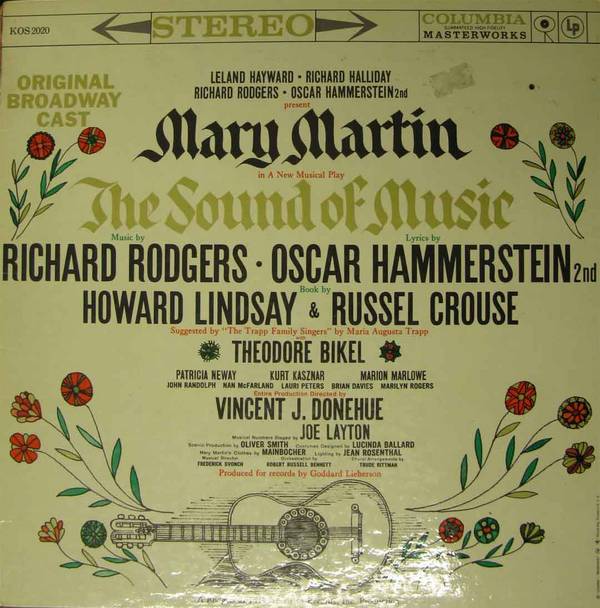 KOS 2020
STEREO
COLUMBIA
GUARANTEED HIGH FIDELITY
MASTERWORKS
LP
ORIGINAL
BROADWAY
CAST
LELAND HAYWARD · RICHARD HALLIDAY
RICHARD RODGERS · OSCAR HAMMERSTEIN 2nd
present
Mary Martin
in A New Musical Play
The Sound of Music
Music by Lyrics by
RICHARD RODGERS · OSCAR HAMMERSTEIN 2nd
Book by
HOWARD LINDSAY & RUSSEL CROUSE
Suggested by "The Trapp Family Singers" by Maria Augusta Trapp
with
THEODORE BIKEL
PATRICIA NEWAY KURT KASZNAR MARION MARLOWE
JOHN RANDOLPH NAN McFARLAND LAURI PETERS BRIAN DAVIES MARILYN ROGERS
Entire Production Directed by
VINCENT J. DONEHUE
Musical Numbers Staged by JOE LAYTON
Scenic Production by OLIVER SMITH Costumes Designed by LUCINDA BALLARD
Mary Martin's Clothes by MAINBOCHER Lighting by JEAN ROSENTHAL
Musical Director Orchestration by Choral Arrangements by
FREDERICK DVONCH ROBERT RUSSELL BENNETT TRUDE RITTMAN
Produced for records by Goddard Lieberson